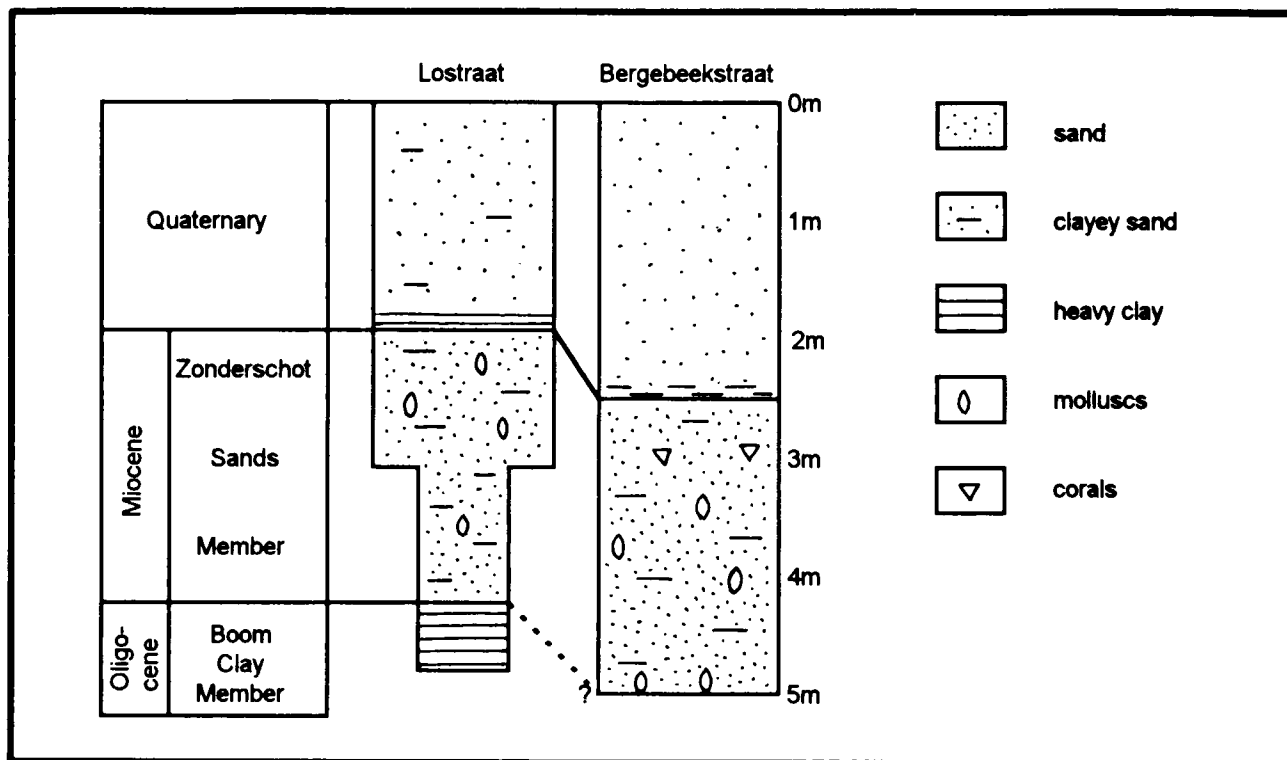 Lostraat
Bergebeekstraat
0m
1m
2m
3m
4m
5m
?
Quaternary
Miocene
Zonderschot
Sands
Member
Oligo-
cene
Boom
Clay
Member
sand
clayey sand
heavy clay
molluscs
corals